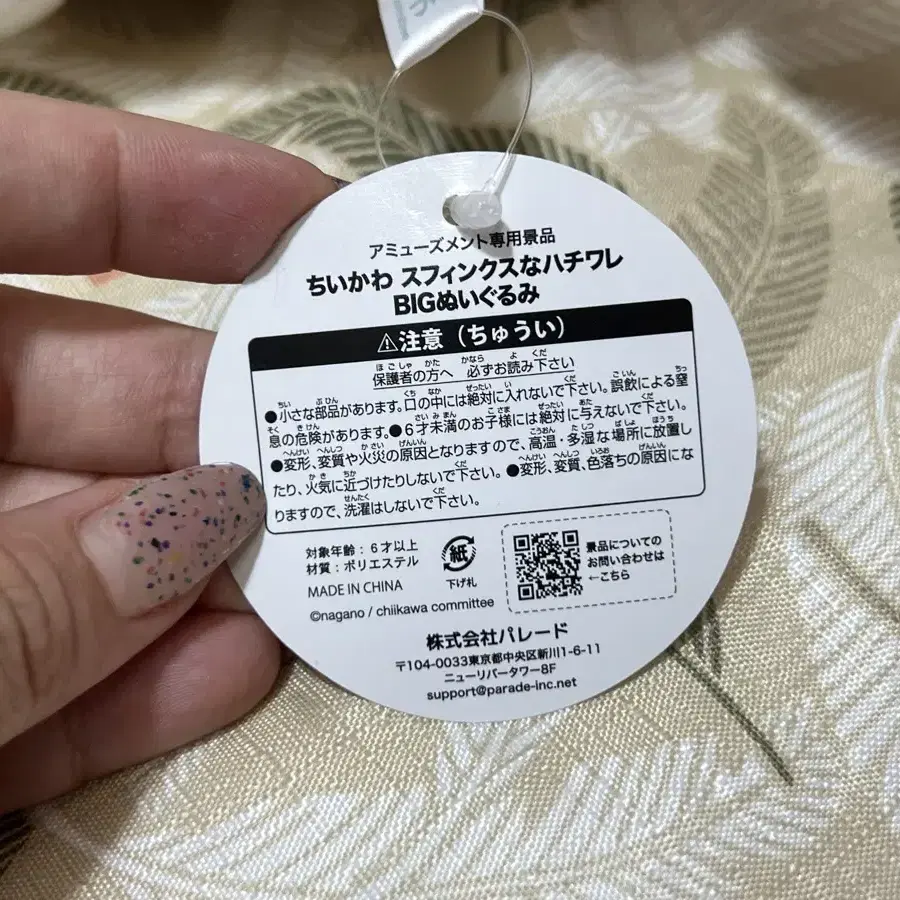 アミューズメント専用景品
ちいかわ スフィンクスなハチワレ
BIGぬいぐるみ
⚠注意（ちゅうい）
保護者の方へ 必ずお読み下さい
●小さな部品があります。口の中には絶対に入れないで下さい。誤飲による窒
息の危険があります。●6才未満のお子様には絶対に与えないで下さい。
●変形、変質や火災の原因となりますので、高温・多湿な場所に放置し
たり、火気に近づけたりしないで下さい。●変形、変質、色落ちの原因にな
りますので、洗濯はしないで下さい。
対象年齢：6才以上
材質：ポリエステル
MADE IN CHINA
紙
下げ札
景品についての
お問い合わせは
←こちら
©nagano / chiikawa committee
株式会社パレード
〒104-0033東京都中央区新川1-6-11
ニューリバータワー8F
support@parade-inc.net